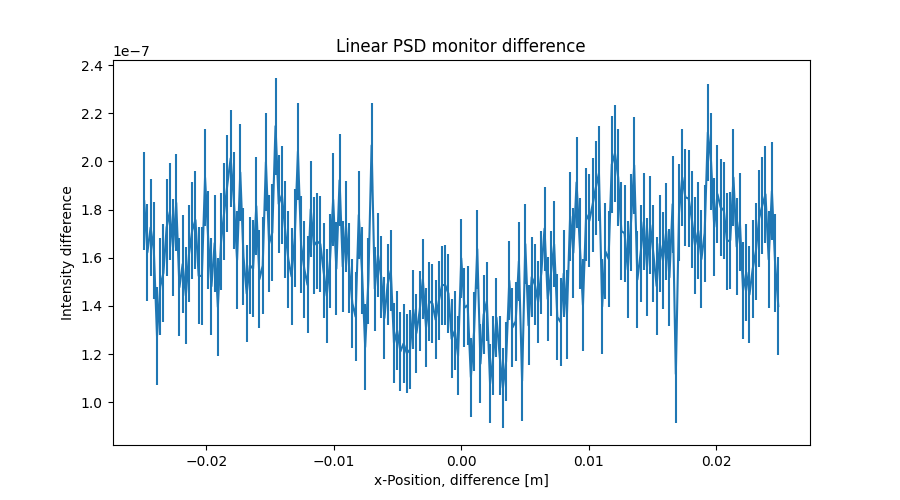 Linear PSD monitor difference
1e−7
2.4
2.2
2.0
1.8
1.6
1.4
1.2
1.0
Intensity difference
−0.02 −0.01 0.00 0.01 0.02
x-Position, difference [m]